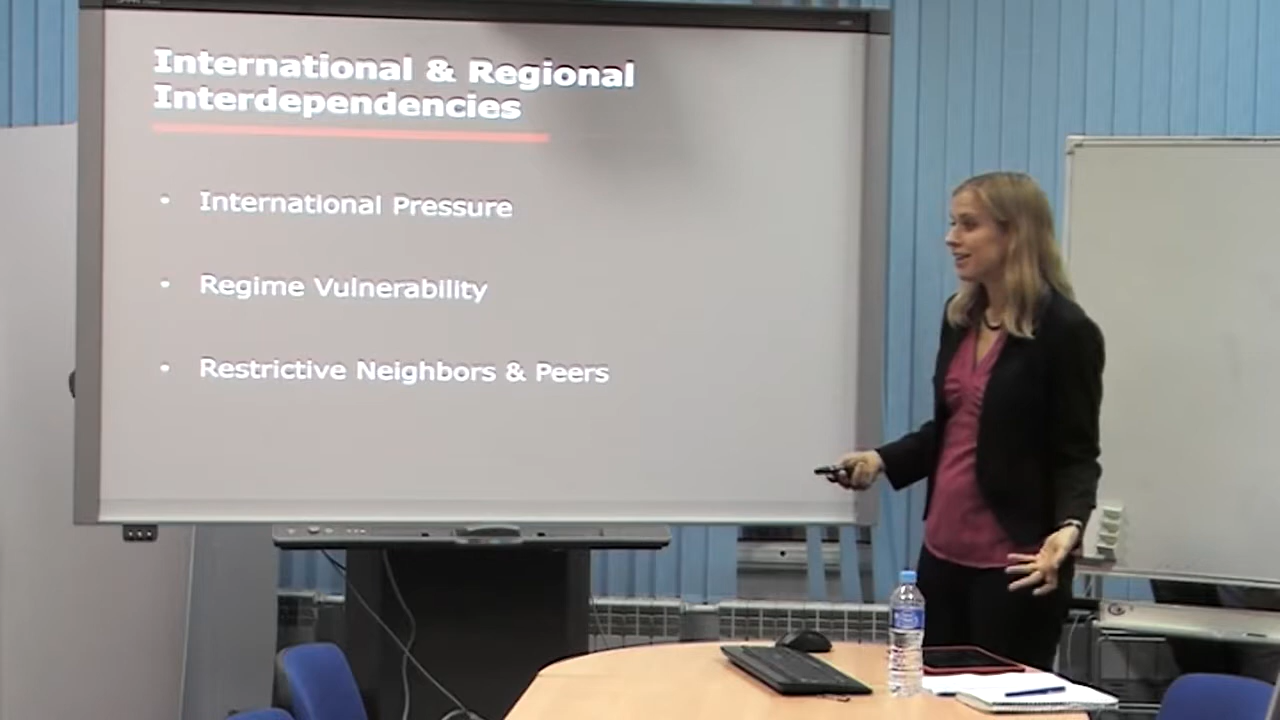 International & Regional
Interdependencies
• International Pressure
• Regime Vulnerability
• Restrictive Neighbors & Peers